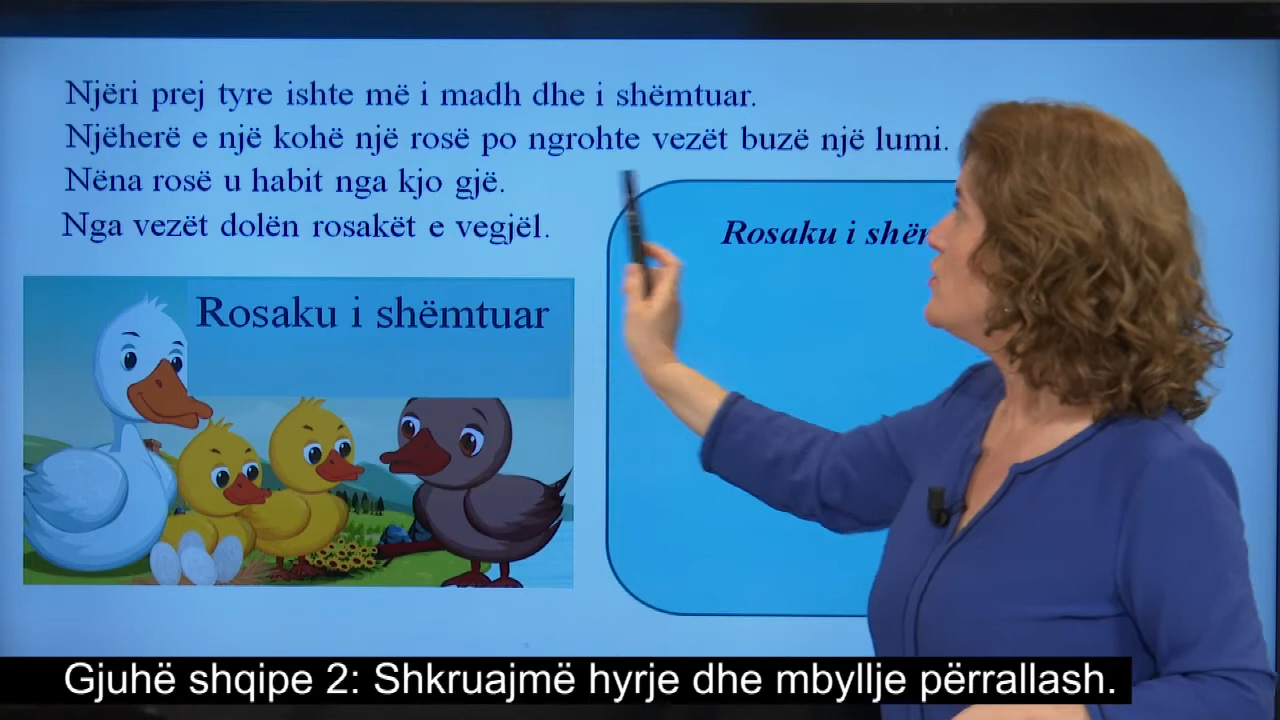 Njëri prej tyre ishte më i madh dhe i shëmtuar.
Njëherë e një kohë një rosë po ngrohte vezët buzë një lumi.
Nëna rosë u habit nga kjo gjë.
Nga vezët dolën rosakët e vegjël.
Rosaku i
Rosaku i shëmtuar
Gjuhë shqipe 2: Shkruajmë hyrje dhe mbyllje përrallash.